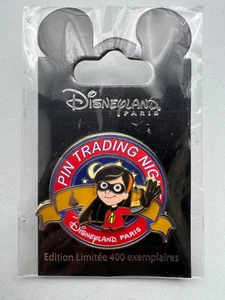 Disneyland
PARIS
PIN TRADING NIG
Disneyland PARIS
Edition Limitée 400 exemplaires